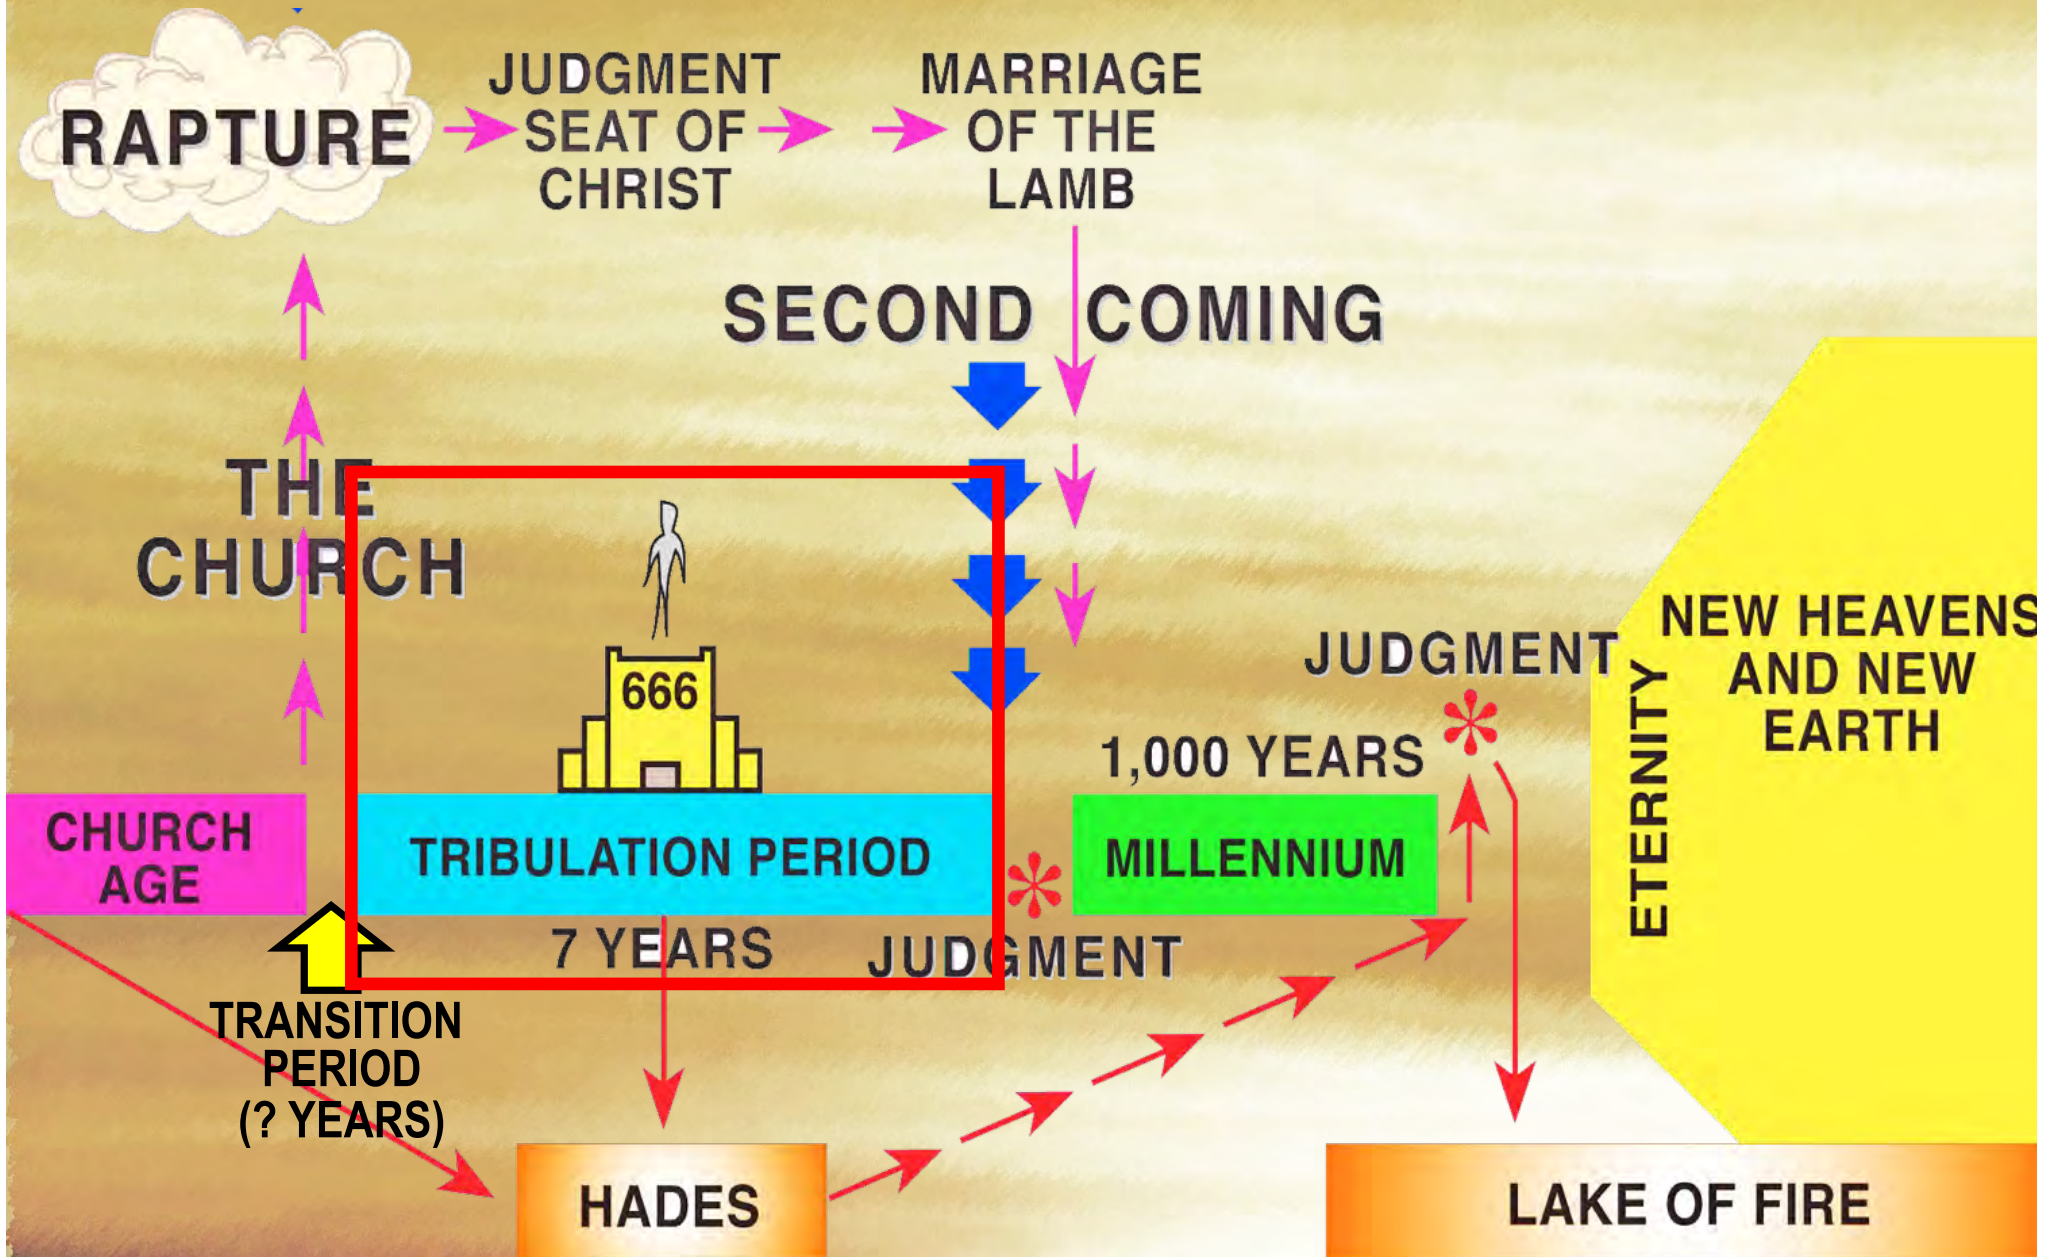 RAPTURE
JUDGMENT
SEAT OF
CHRIST
MARRIAGE
OF THE
LAMB
SECOND COMING
THE
CHURCH
666
JUDGMENT
1,000 YEARS
ETERNITY
NEW HEAVENS
AND NEW
EARTH
CHURCH
AGE
TRIBULATION PERIOD
MILLENNIUM
7 YEARS
JUDGMENT
TRANSITION
PERIOD
(? YEARS)
HADES
LAKE OF FIRE